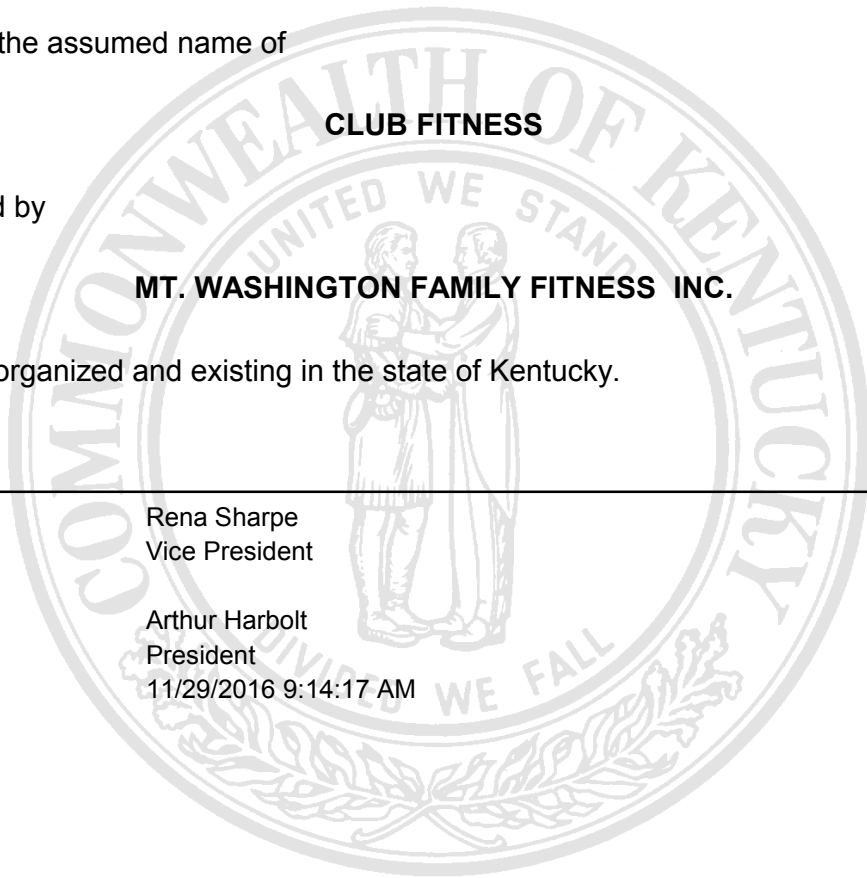 the assumed name of
CLUB FITNESS
d by
MT. WASHINGTON FAMILY FITNESS  INC.
organized and existing in the state of Kentucky.
Rena Sharpe
Vice President
Arthur Harbolt
President
11/29/2016 9:14:17 AM
COMMONWEALTH OF KENTUCKY
UNITED WE STAND
DIVIDED WE FALL